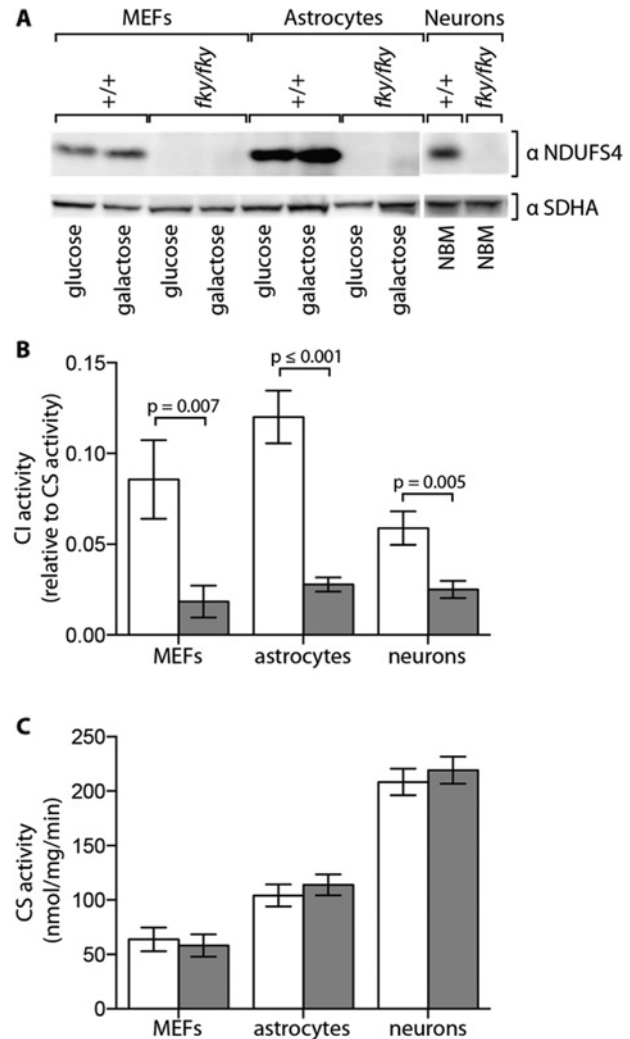 A
MEFs Astrocytes Neurons
+/+ fky/fky +/+ fky/fky +/+ fky/fky
α NDUFS4
α SDHA
glucose galactose glucose galactose glucose galactose glucose galactose NBM NBM
B
0.15
0.10
0.05
0.00
CI activity
(relative to CS activity)
p = 0.007
p ≤ 0.001
p = 0.005
MEFs astrocytes neurons
C
250
200
150
100
50
0
CS activity
(nmol/mg/min)
MEFs astrocytes neurons